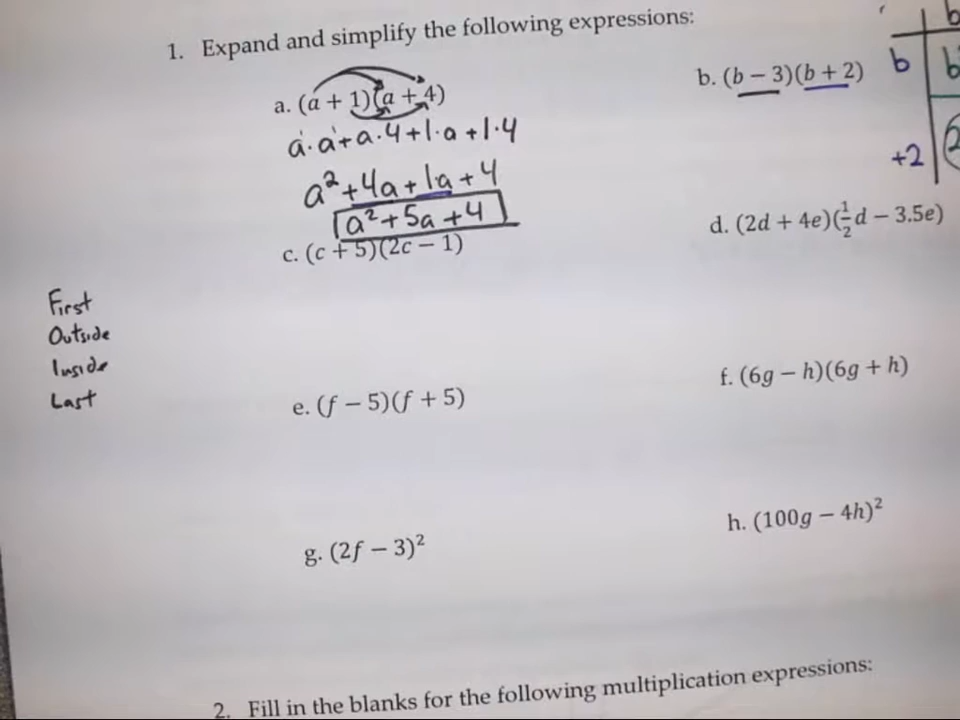 1. Expand and simplify the following expressions:
a. (a + 1)(a + 4)
a·a+a·4+1·a+1·4
a²+4a+1a+4
a²+5a+4
b. (b – 3)(b + 2)
b
b
b²
+2
c. (c + 5)(2c – 1)
d. (2d + 4e)(½d – 3.5e)
First
Outside
Inside
Last
e. (f – 5)(f + 5)
f. (6g – h)(6g + h)
g. (2f – 3)²
h. (100g – 4h)²
2. Fill in the blanks for the following multiplication expressions: